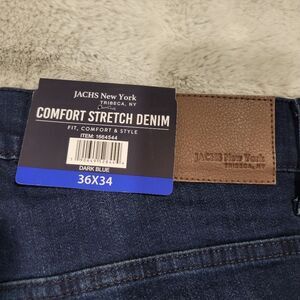 JACHS New York
TRIBECA, NY
COMFORT STRETCH DENIM
FIT, COMFORT & STYLE
ITEM: 1664544
DARK BLUE
36X34
JACHS New York
TRIBECA, NY